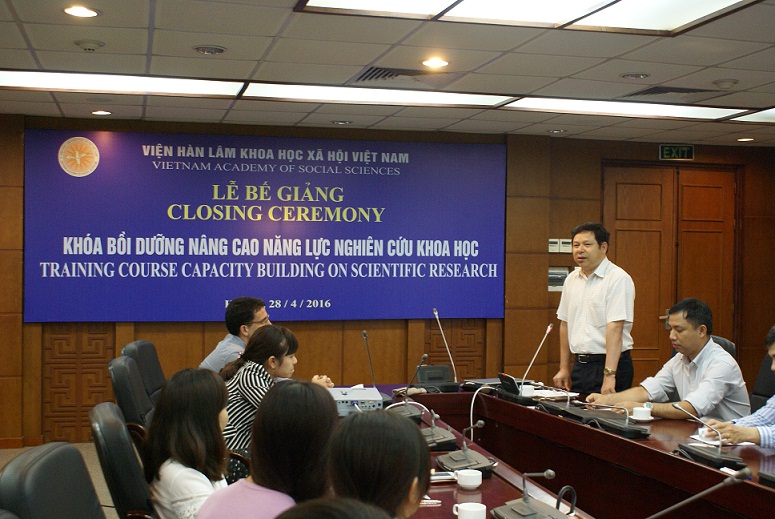 VIỆN HÀN LÂM KHOA HỌC XÃ HỘI VIỆT NAM
VIETNAM ACADEMY OF SOCIAL SCIENCES
LỄ BẾ GIẢNG
CLOSING CEREMONY
KHÓA BỒI DƯỠNG NÂNG CAO NĂNG LỰC NGHIÊN CỨU KHOA HỌC
TRAINING COURSE CAPACITY BUILDING ON SCIENTIFIC RESEARCH
28 / 4 / 2016
EXIT